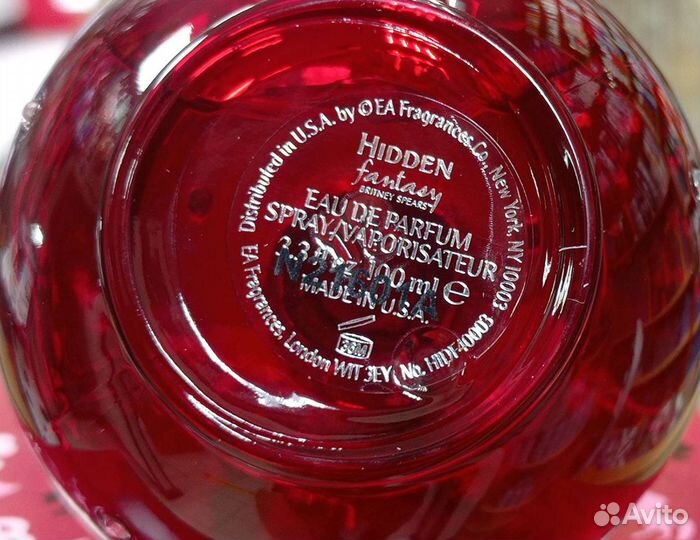 HIDDEN
fantasy
BRITNEY SPEARS
EAU DE PARFUM
SPRAY/VAPORISATEUR
100 ml e
MADE IN U.S.A.
36M
Distributed in U.S.A. by © EA Fragrances Co., New York, NY 10003
EA Fragrances, London W1T 3EY No. HIDF40003
Avito